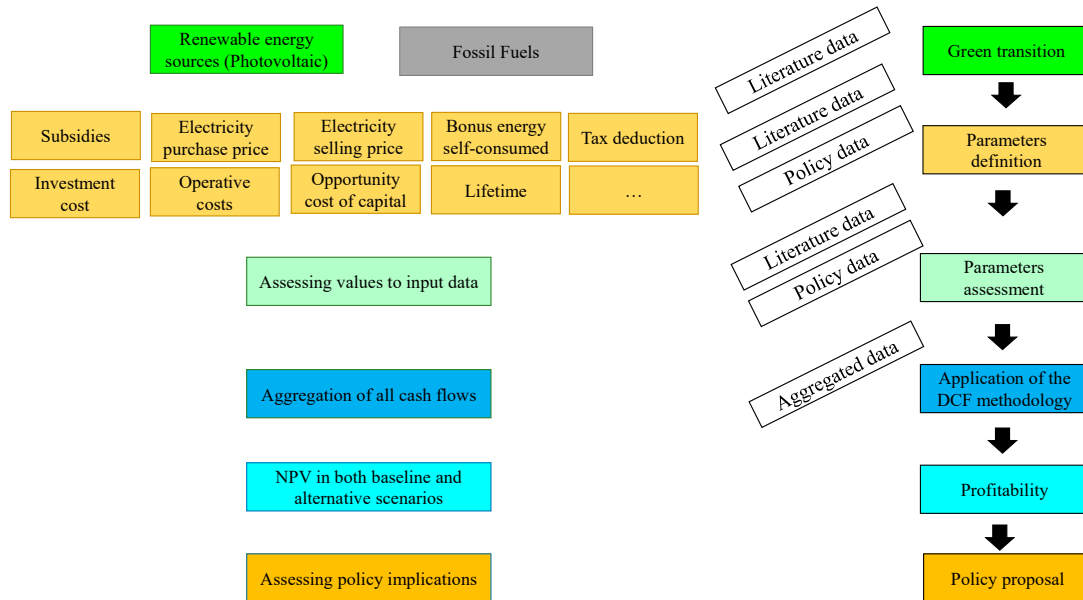 Renewable energy
sources (Photovoltaic)
Fossil Fuels
Literature data
Green transition
Subsidies
Electricity
purchase price
Electricity
selling price
Bonus energy
self-consumed
Tax deduction
Investment
cost
Operative
costs
Opportunity
cost of capital
Lifetime
…
Literature data
Policy data
Parameters
definition
Assessing values to input data
Literature data
Policy data
Parameters
assessment
Aggregation of all cash flows
Aggregated data
Application of the
DCF methodology
NPV in both baseline and
alternative scenarios
Profitability
Assessing policy implications
Policy proposal